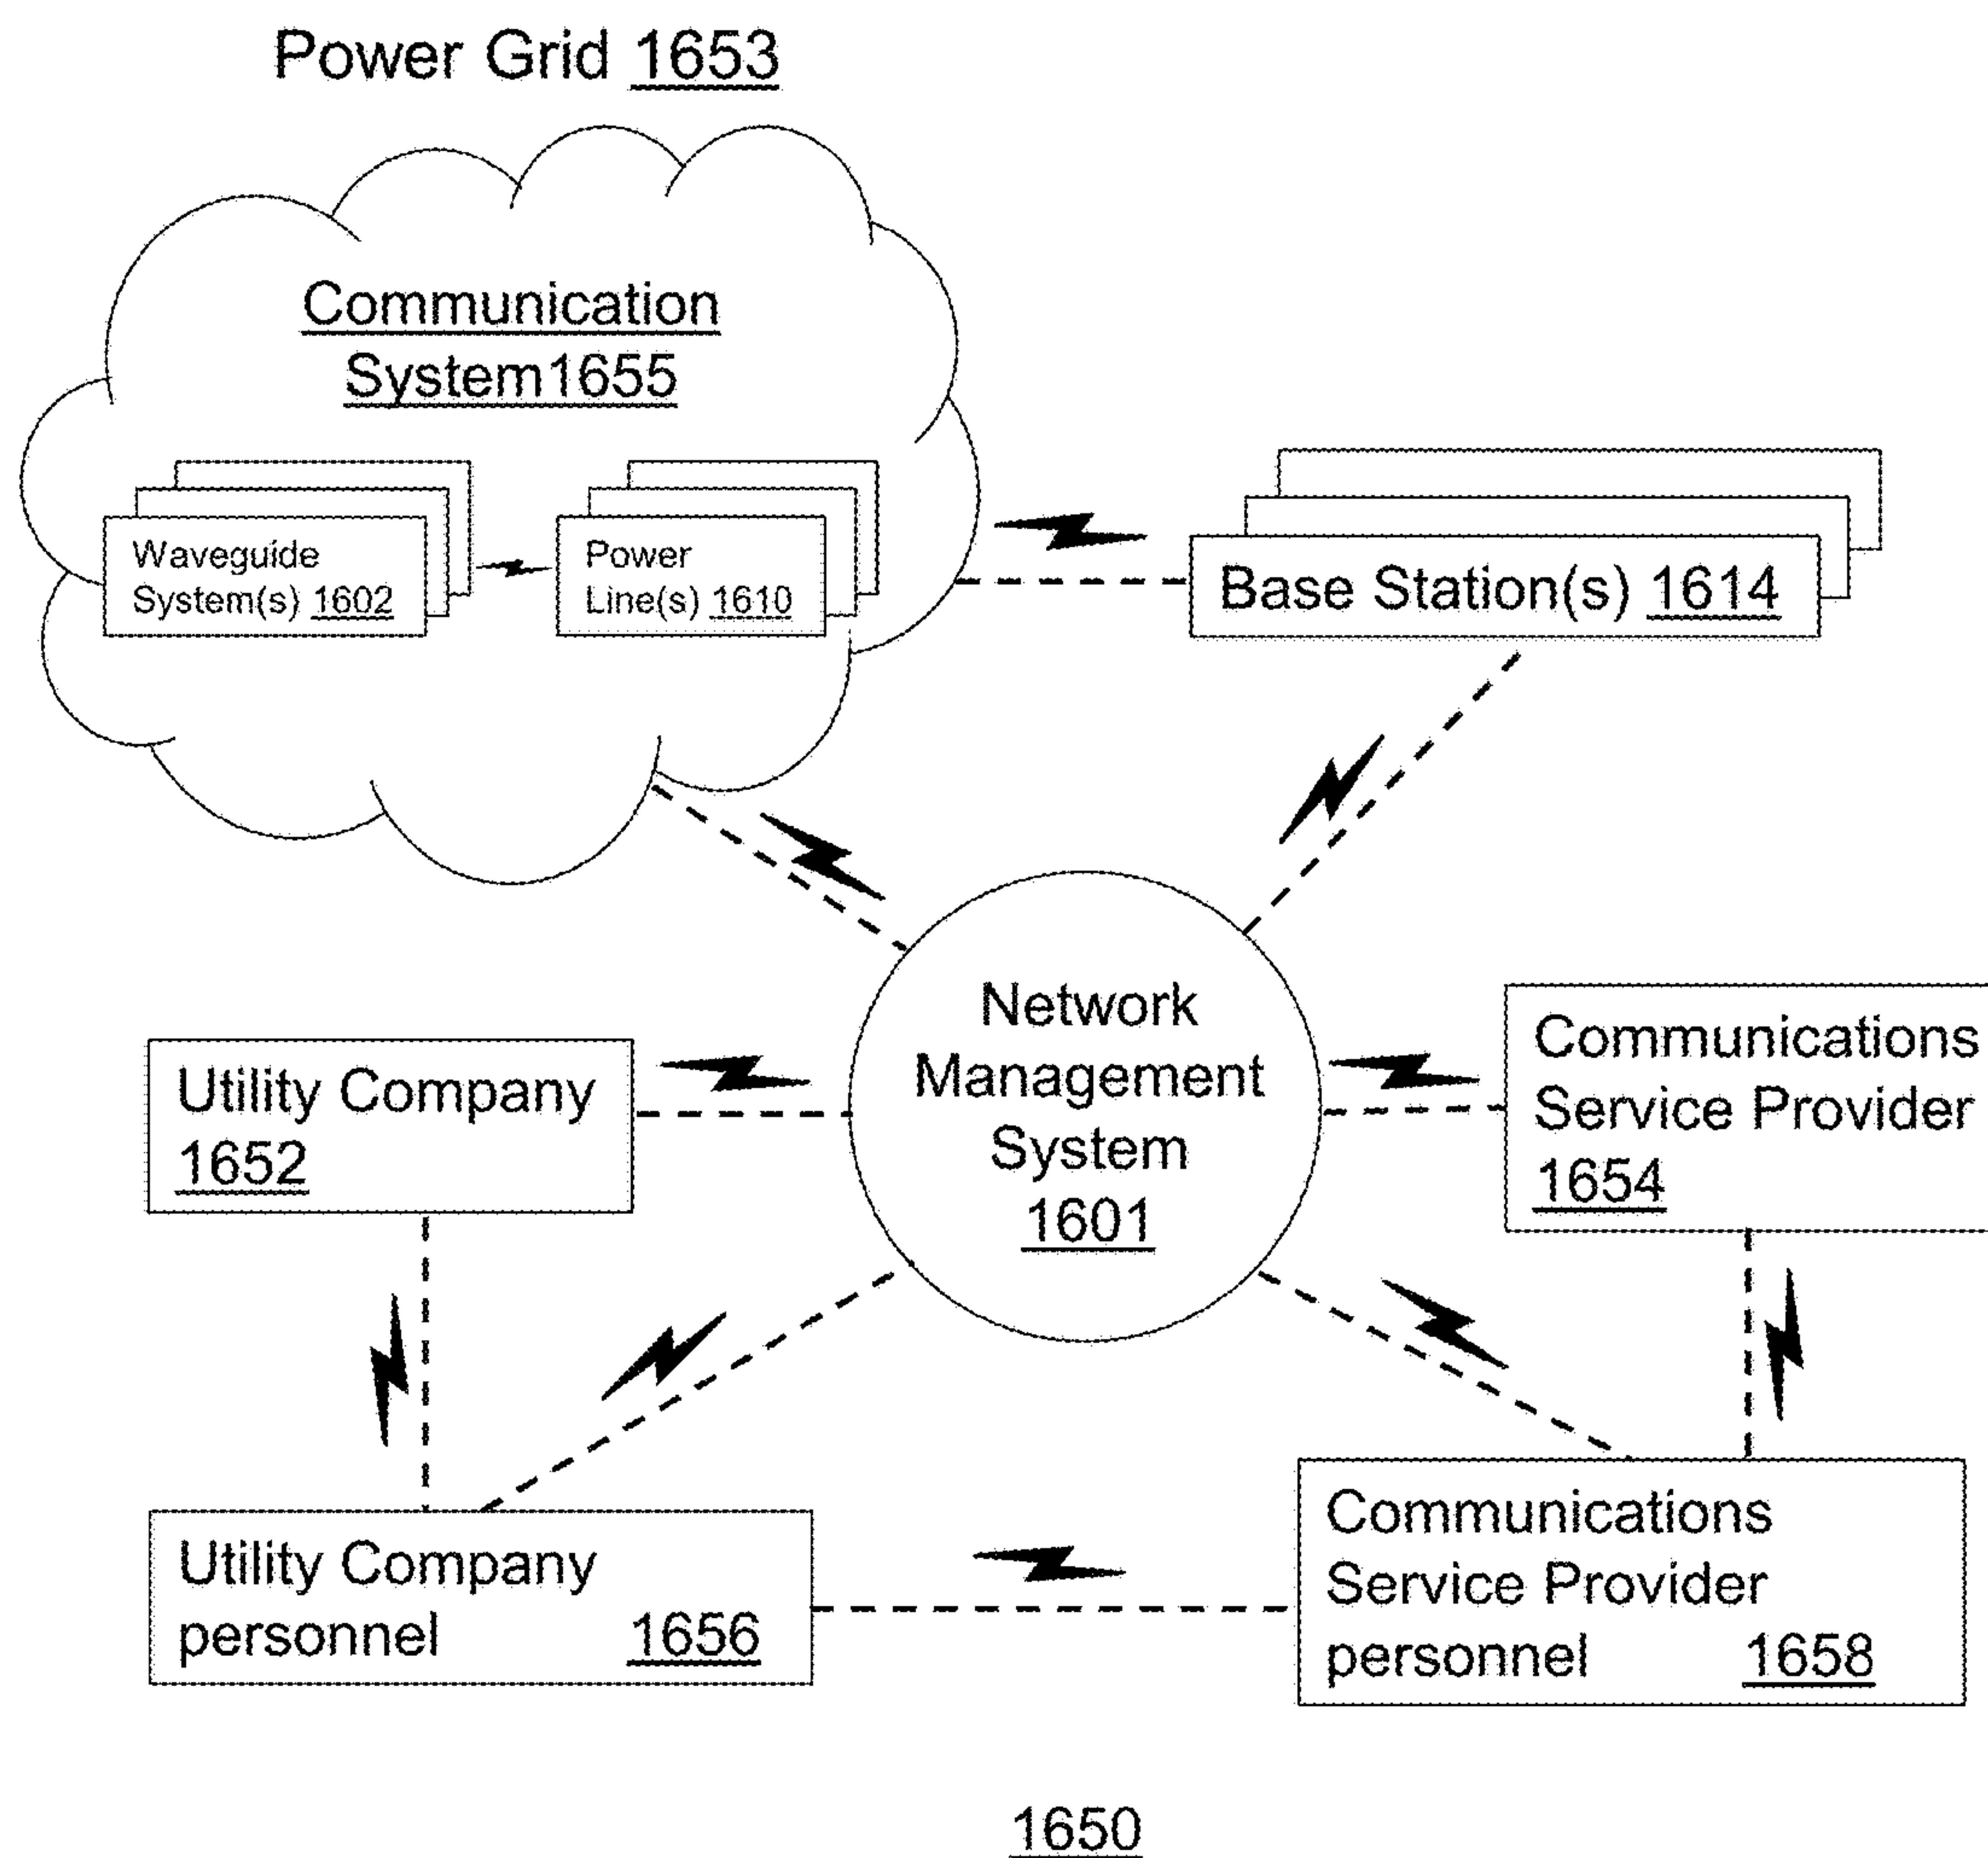 Power Grid 1653
Communication
System1655
Waveguide
System(s) 1602
Power
Line(s) 1610
Base Station(s) 1614
Network
Management
System
1601
Utility Company
1652
Communications
Service Provider
1654
Utility Company
personnel 1656
Communications
Service Provider
personnel 1658
1650